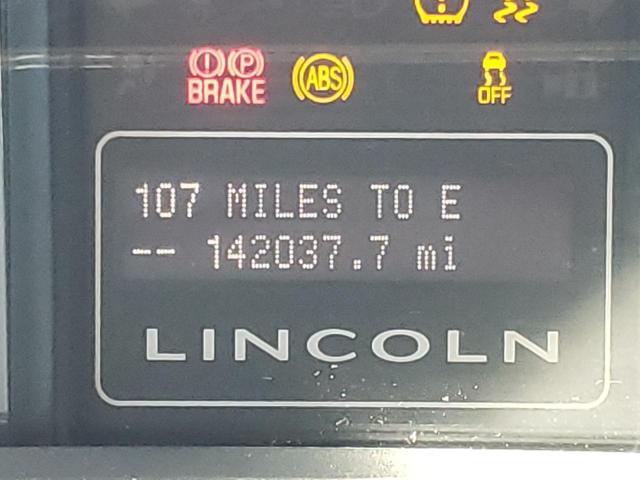 (!) (P)
BRAKE
ABS
OFF
107 MILES TO E
-- 142037.7 mi
LINCOLN